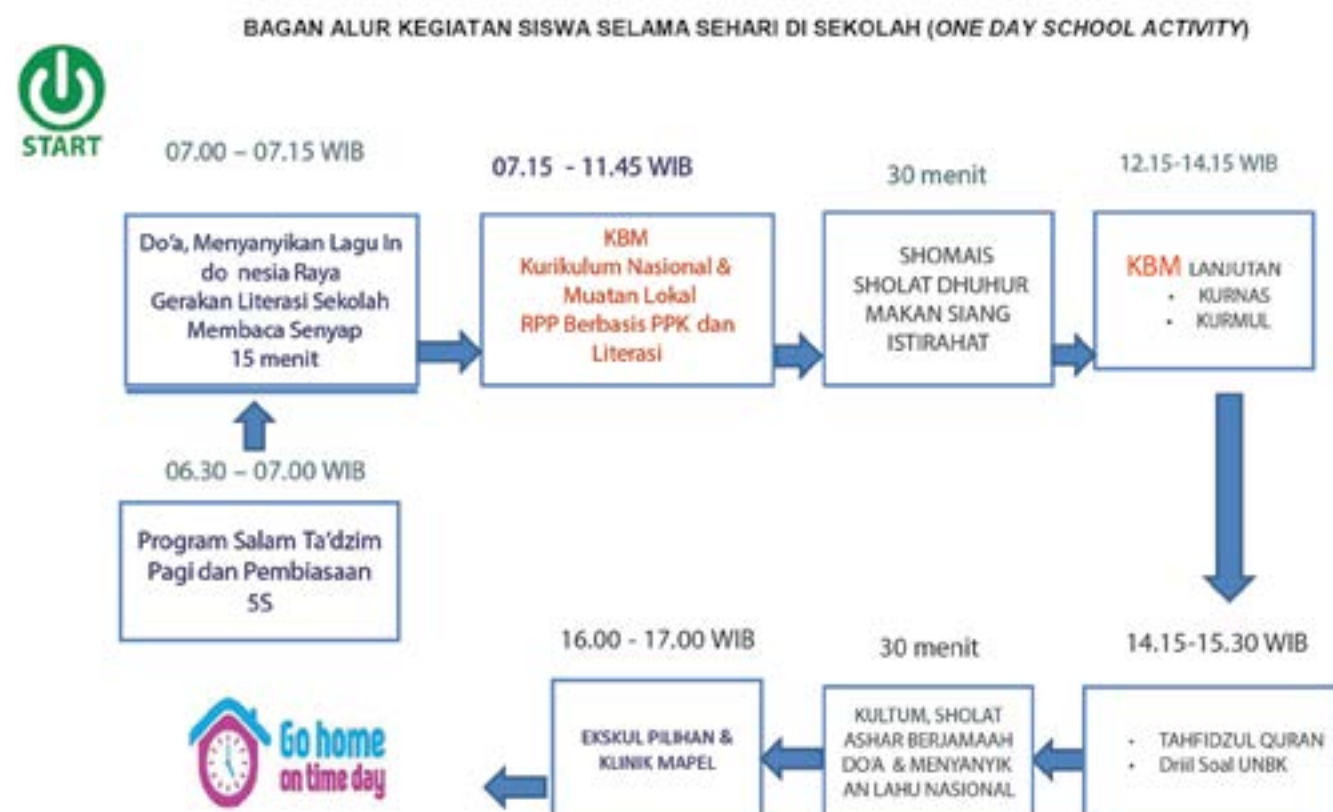 BAGAN ALUR KEGIATAN SISWA SELAMA SEHARI DI SEKOLAH (ONE DAY SCHOOL ACTIVITY)
START
07.00 – 07.15 WIB
Do'a, Menyanyikan Lagu In
do nesia Raya
Gerakan Literasi Sekolah
Membaca Senyap
15 menit
07.15 - 11.45 WIB
KBM
Kurikulum Nasional &
Muatan Lokal
RPP Berbasis PPK dan
Literasi
30 menit
SHOMAIS
SHOLAT DHUHUR
MAKAN SIANG
ISTIRAHAT
12.15-14.15 WIB
KBM LANJUTAN
• KURNAS
• KURMUL
06.30 – 07.00 WIB
Program Salam Ta'dzim
Pagi dan Pembiasaan
5S
14.15-15.30 WIB
• TAHFIDZUL QURAN
• Driil Soal UNBK
30 menit
KULTUM, SHOLAT
ASHAR BERJAMAAH
DO'A & MENYANYIK
AN LAHU NASIONAL
16.00 - 17.00 WIB
EKSKUL PILIHAN &
KLINIK MAPEL
Go home
on time day